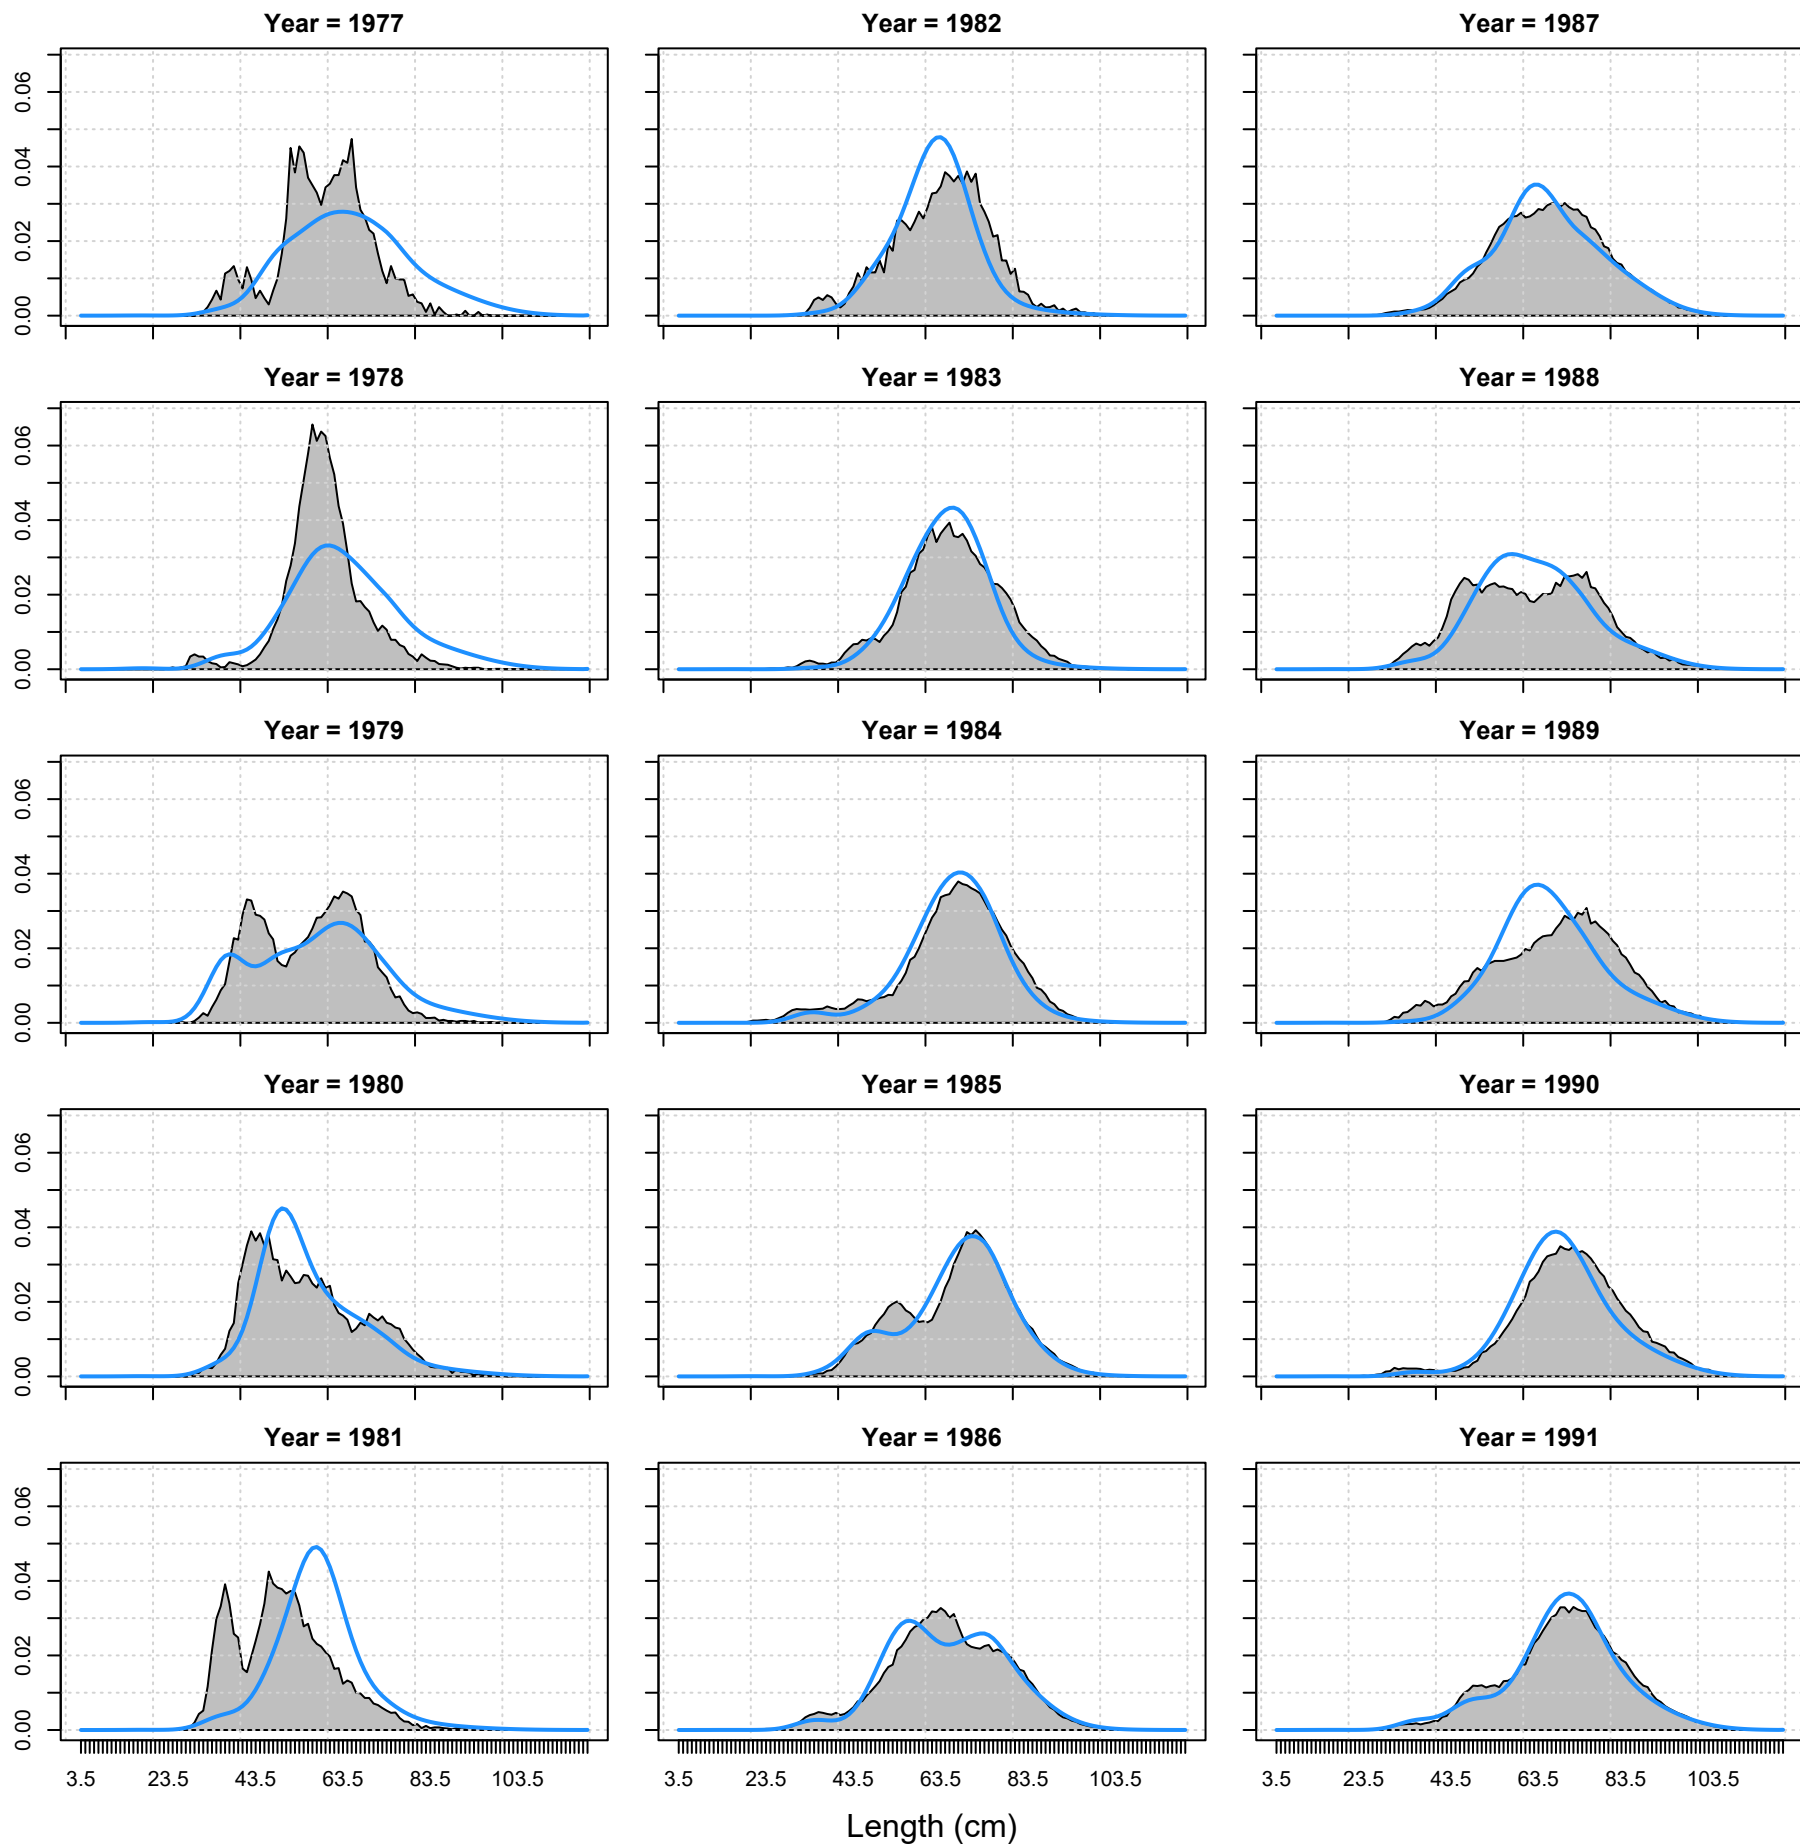 Year = 1977 Year = 1982 Year = 1987
0.06
0.04
0.02
0.00
Year = 1978 Year = 1983 Year = 1988
0.06
0.04
0.02
0.00
Year = 1979 Year = 1984 Year = 1989
0.06
0.04
0.02
0.00
Year = 1980 Year = 1985 Year = 1990
0.06
0.04
0.02
0.00
Year = 1981 Year = 1986 Year = 1991
0.06
0.04
0.02
0.00
3.5 23.5 43.5 63.5 83.5 103.5 3.5 23.5 43.5 63.5 83.5 103.5 3.5 23.5 43.5 63.5 83.5 103.5
Length (cm)